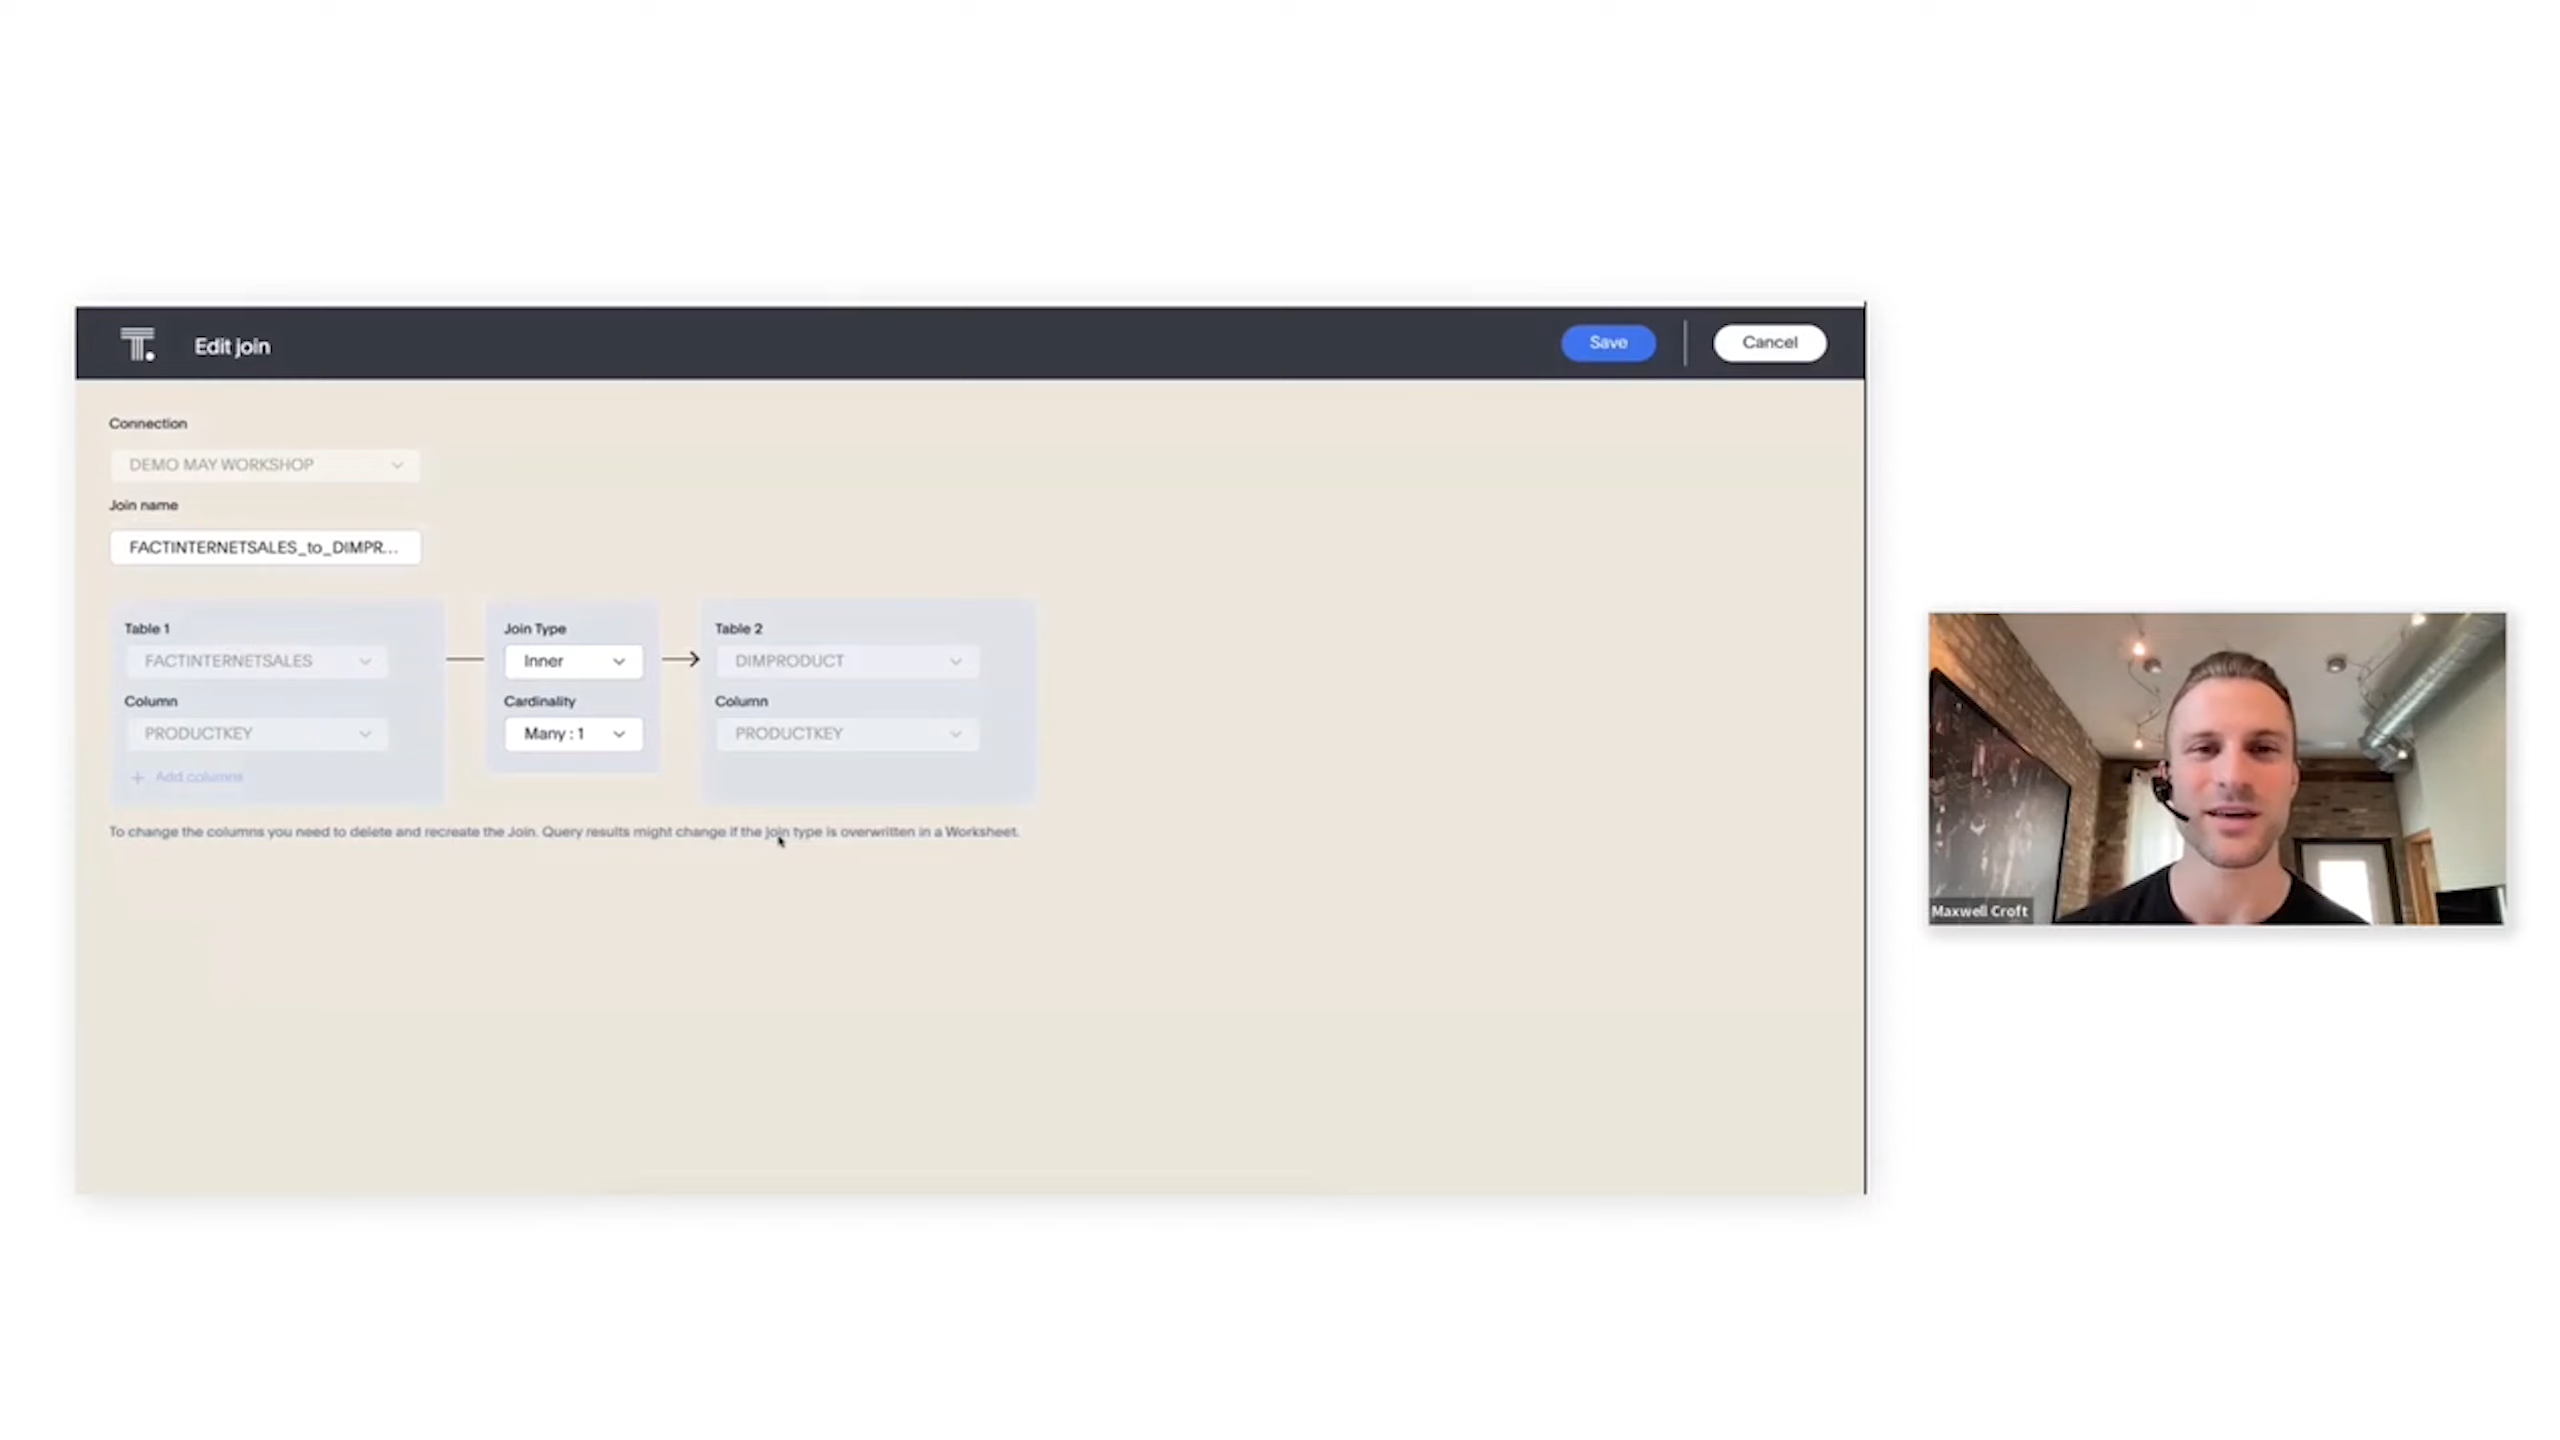 Edit join
Save
Cancel
Connection
DEMO MAY WORKSHOP
Join name
FACTINTERNETSALES_to_DIMPR...
Table 1
FACTINTERNETSALES
Column
PRODUCTKEY
+ Add columns
Join Type
Inner
Cardinality
Many : 1
Table 2
DIMPRODUCT
Column
PRODUCTKEY
To change the columns you need to delete and recreate the Join. Query results might change if the join type is overwritten in a Worksheet.
Maxwell Croft